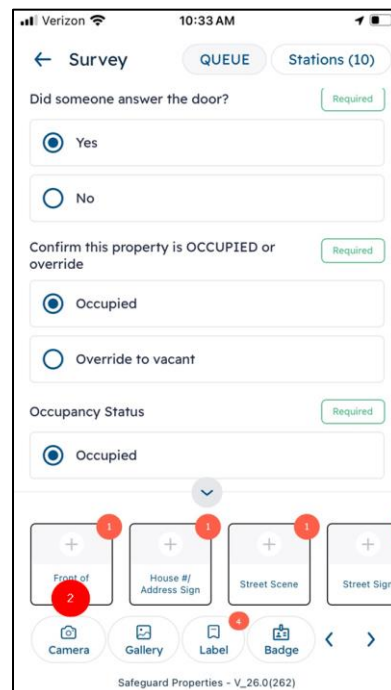 Verizon 10:33 AM
Survey QUEUE Stations (10)
Did someone answer the door? Required
Yes
No
Confirm this property is OCCUPIED or Required
override
Occupied
Override to vacant
Occupancy Status Required
Occupied
1 1 1
Front of House #/ Street Scene Street Sign
Address Sign
2
4
Camera Gallery Label Badge
Safeguard Properties - V_26.0(262)